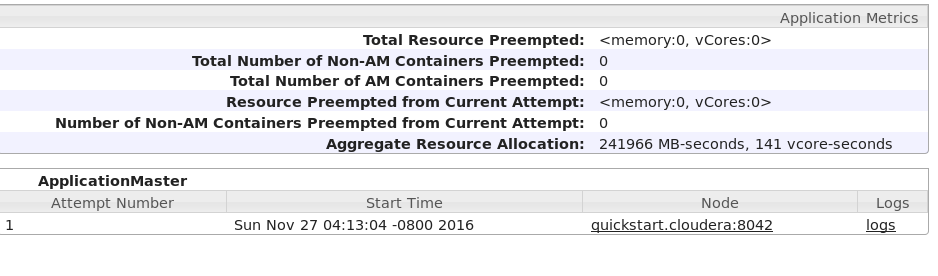 Application Metrics
Total Resource Preempted: <memory:0, vCores:0>
Total Number of Non-AM Containers Preempted: 0
Total Number of AM Containers Preempted: 0
Resource Preempted from Current Attempt: <memory:0, vCores:0>
Number of Non-AM Containers Preempted from Current Attempt: 0
Aggregate Resource Allocation: 241966 MB-seconds, 141 vcore-seconds
ApplicationMaster
Attempt Number Start Time Node Logs
1 Sun Nov 27 04:13:04 -0800 2016 quickstart.cloudera:8042 logs